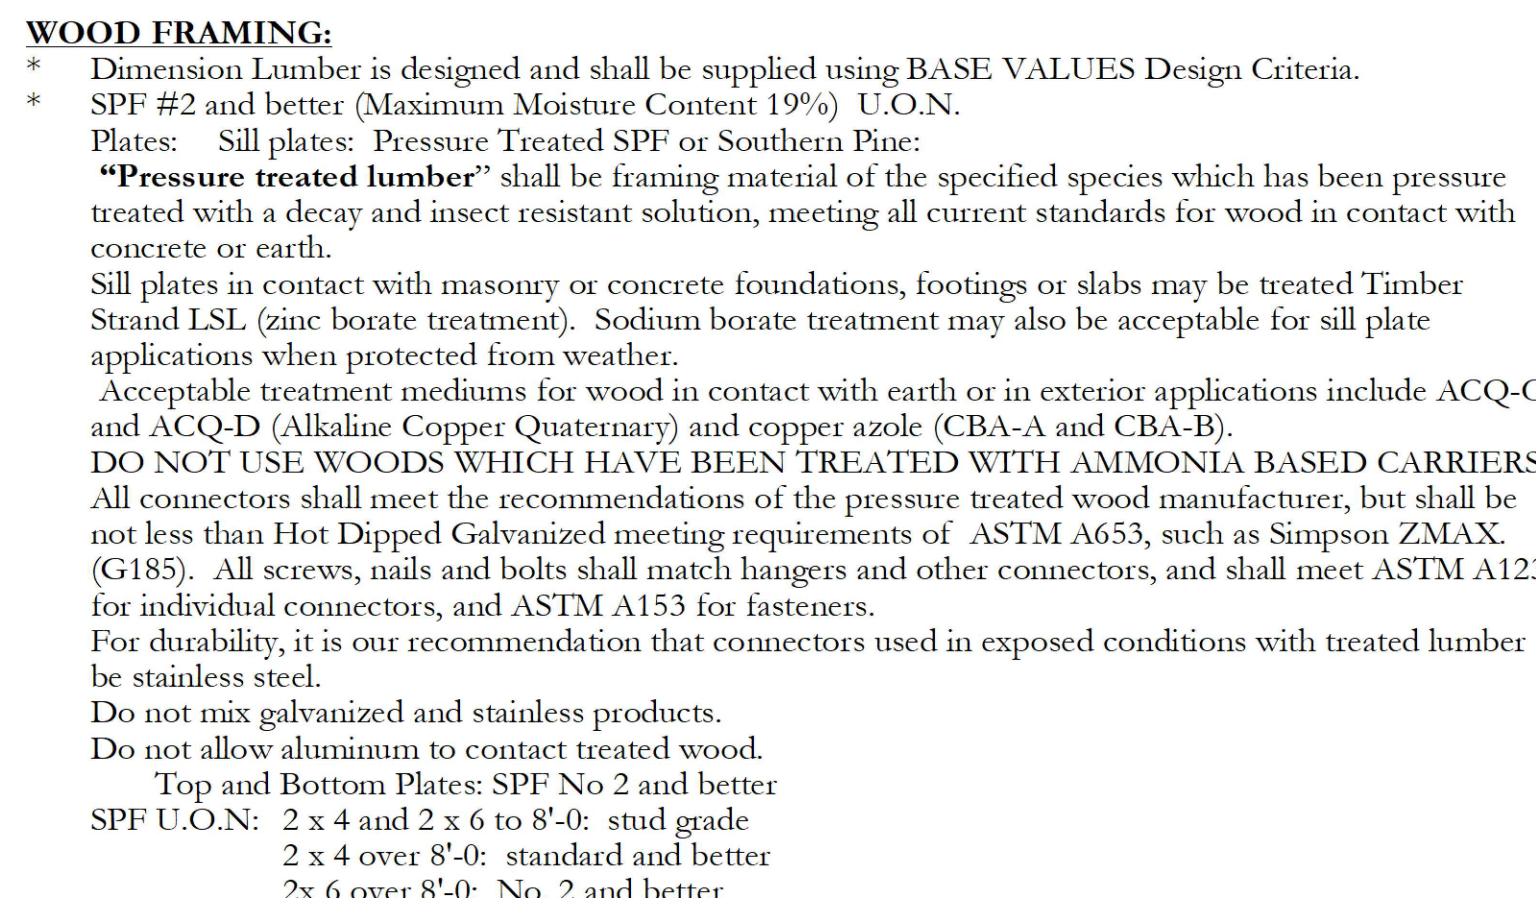 WOOD FRAMING:
* Dimension Lumber is designed and shall be supplied using BASE VALUES Design Criteria.
* SPF #2 and better (Maximum Moisture Content 19%) U.O.N.
Plates: Sill plates: Pressure Treated SPF or Southern Pine:
“Pressure treated lumber” shall be framing material of the specified species which has been pressure
treated with a decay and insect resistant solution, meeting all current standards for wood in contact with
concrete or earth.
Sill plates in contact with masonry or concrete foundations, footings or slabs may be treated Timber
Strand LSL (zinc borate treatment). Sodium borate treatment may also be acceptable for sill plate
applications when protected from weather.
Acceptable treatment mediums for wood in contact with earth or in exterior applications include
and ACQ-D (Alkaline Copper Quaternary) and copper azole (CBA-A and CBA-B).
DO NOT USE WOODS WHICH HAVE BEEN TREATED WITH AMMONIA BASED CARRIERS
All connectors shall meet the recommendations of the pressure treated wood manufacturer, but shall be
not less than Hot Dipped Galvanized meeting requirements of ASTM A653, such as Simpson ZMAX.
(G185). All screws, nails and bolts shall match hangers and other connectors, and shall meet ASTM
for individual connectors, and ASTM A153 for fasteners.
For durability, it is our recommendation that connectors used in exposed conditions with treated lumber
be stainless steel.
Do not mix galvanized and stainless products.
Do not allow aluminum to contact treated wood.
Top and Bottom Plates: SPF No 2 and better
SPF U.O.N: 2 x 4 and 2 x 6 to 8'-0: stud grade
2 x 4 over 8'-0: standard and better
2x 6 over 8'-0: No. 2 and better